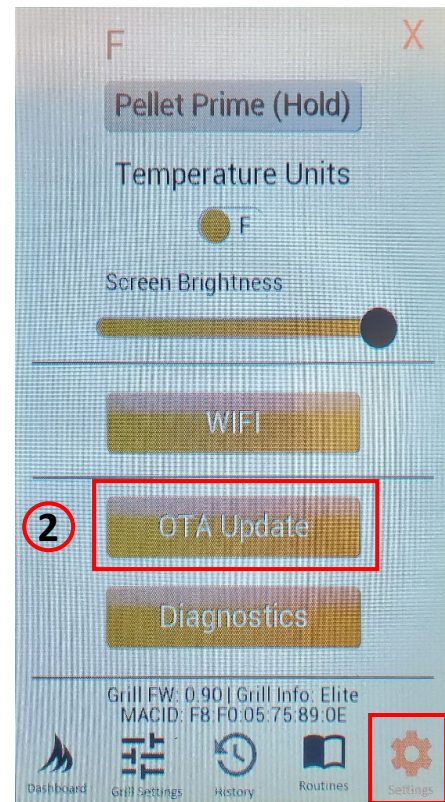 F
X
Pellet Prime (Hold)
Temperature Units
F
Screen Brightness
WIFI
2
OTA Update
Diagnostics
Grill FW: 0.90 | Grill Info: Elite
MACID: F8:F0:05:75:89:0E
Dashboard Grill Settings History Routines Settings